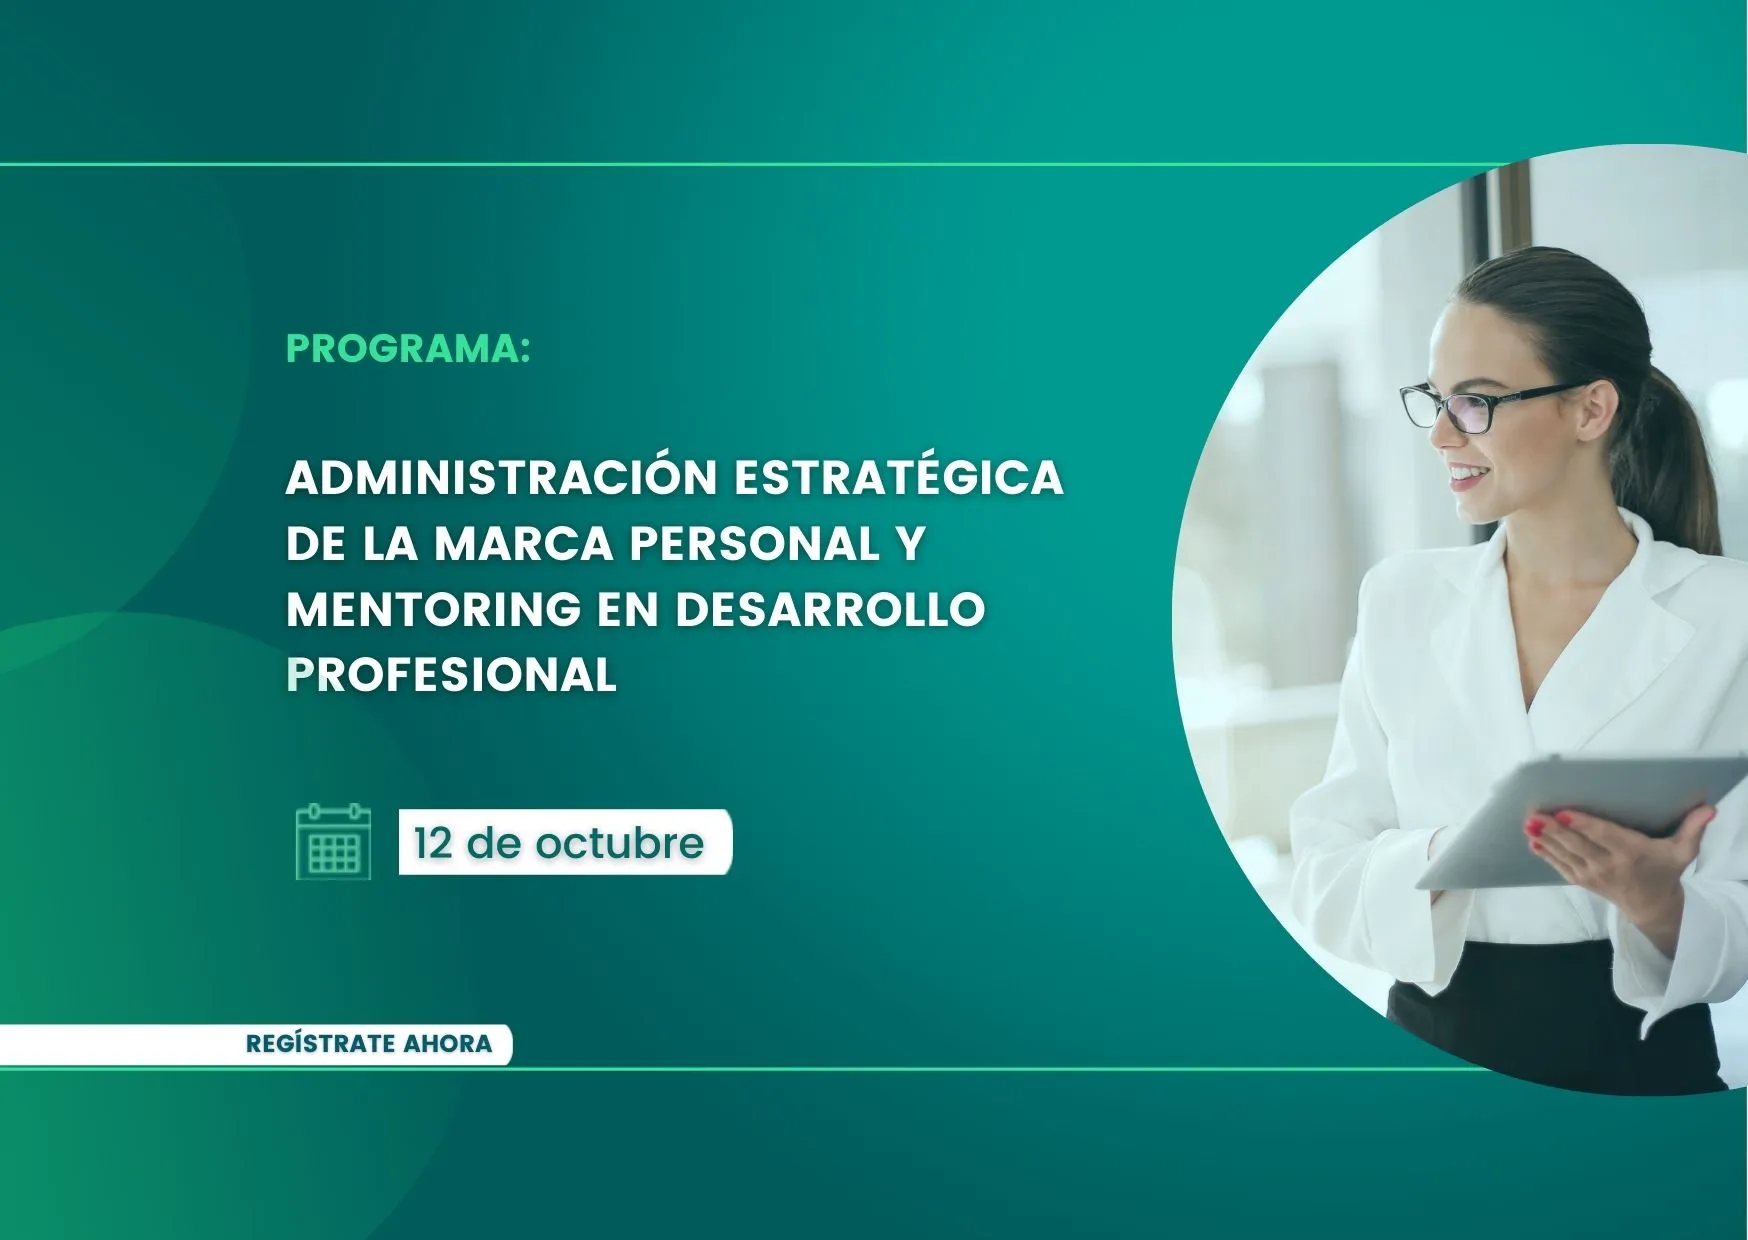 PROGRAMA:
ADMINISTRACIÓN ESTRATÉGICA
DE LA MARCA PERSONAL Y
MENTORING EN DESARROLLO
PROFESIONAL
12 de octubre
REGÍSTRATE AHORA